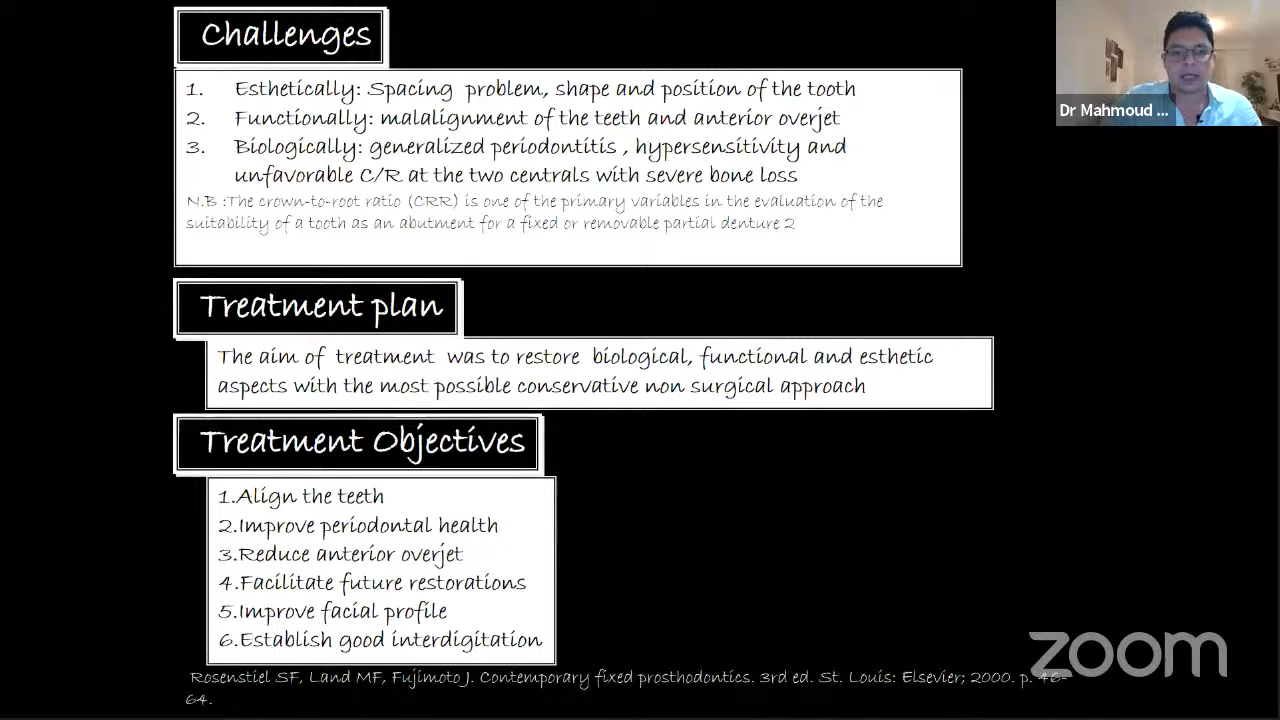 Challenges
1. Esthetically: Spacing problem, shape and position of the tooth
2. Functionally: malalignment of the teeth and anterior overjet
3. Biologically: generalized periodontitis , hypersensitivity and
unfavorable C/R at the two centrals with severe bone loss
N.B :The crown-to-root ratio (CRR) is one of the primary variables in the evaluation of the
suitability of a tooth as an abutment for a fixed or removable partial denture 2
Dr Mahmoud ...
Treatment plan
The aim of treatment was to restore biological, functional and esthetic
aspects with the most possible conservative non surgical approach
Treatment Objectives
1.Align the teeth
2.Improve periodontal health
3.Reduce anterior overjet
4.Facilitate future restorations
5.Improve facial profile
6.Establish good interdigitation
zoom
Rosenstiel SF, Land MF, Fujimoto J. Contemporary fixed prosthodontics. 3rd ed. St. Louis: Elsevier; 2000. p. 46-
64.